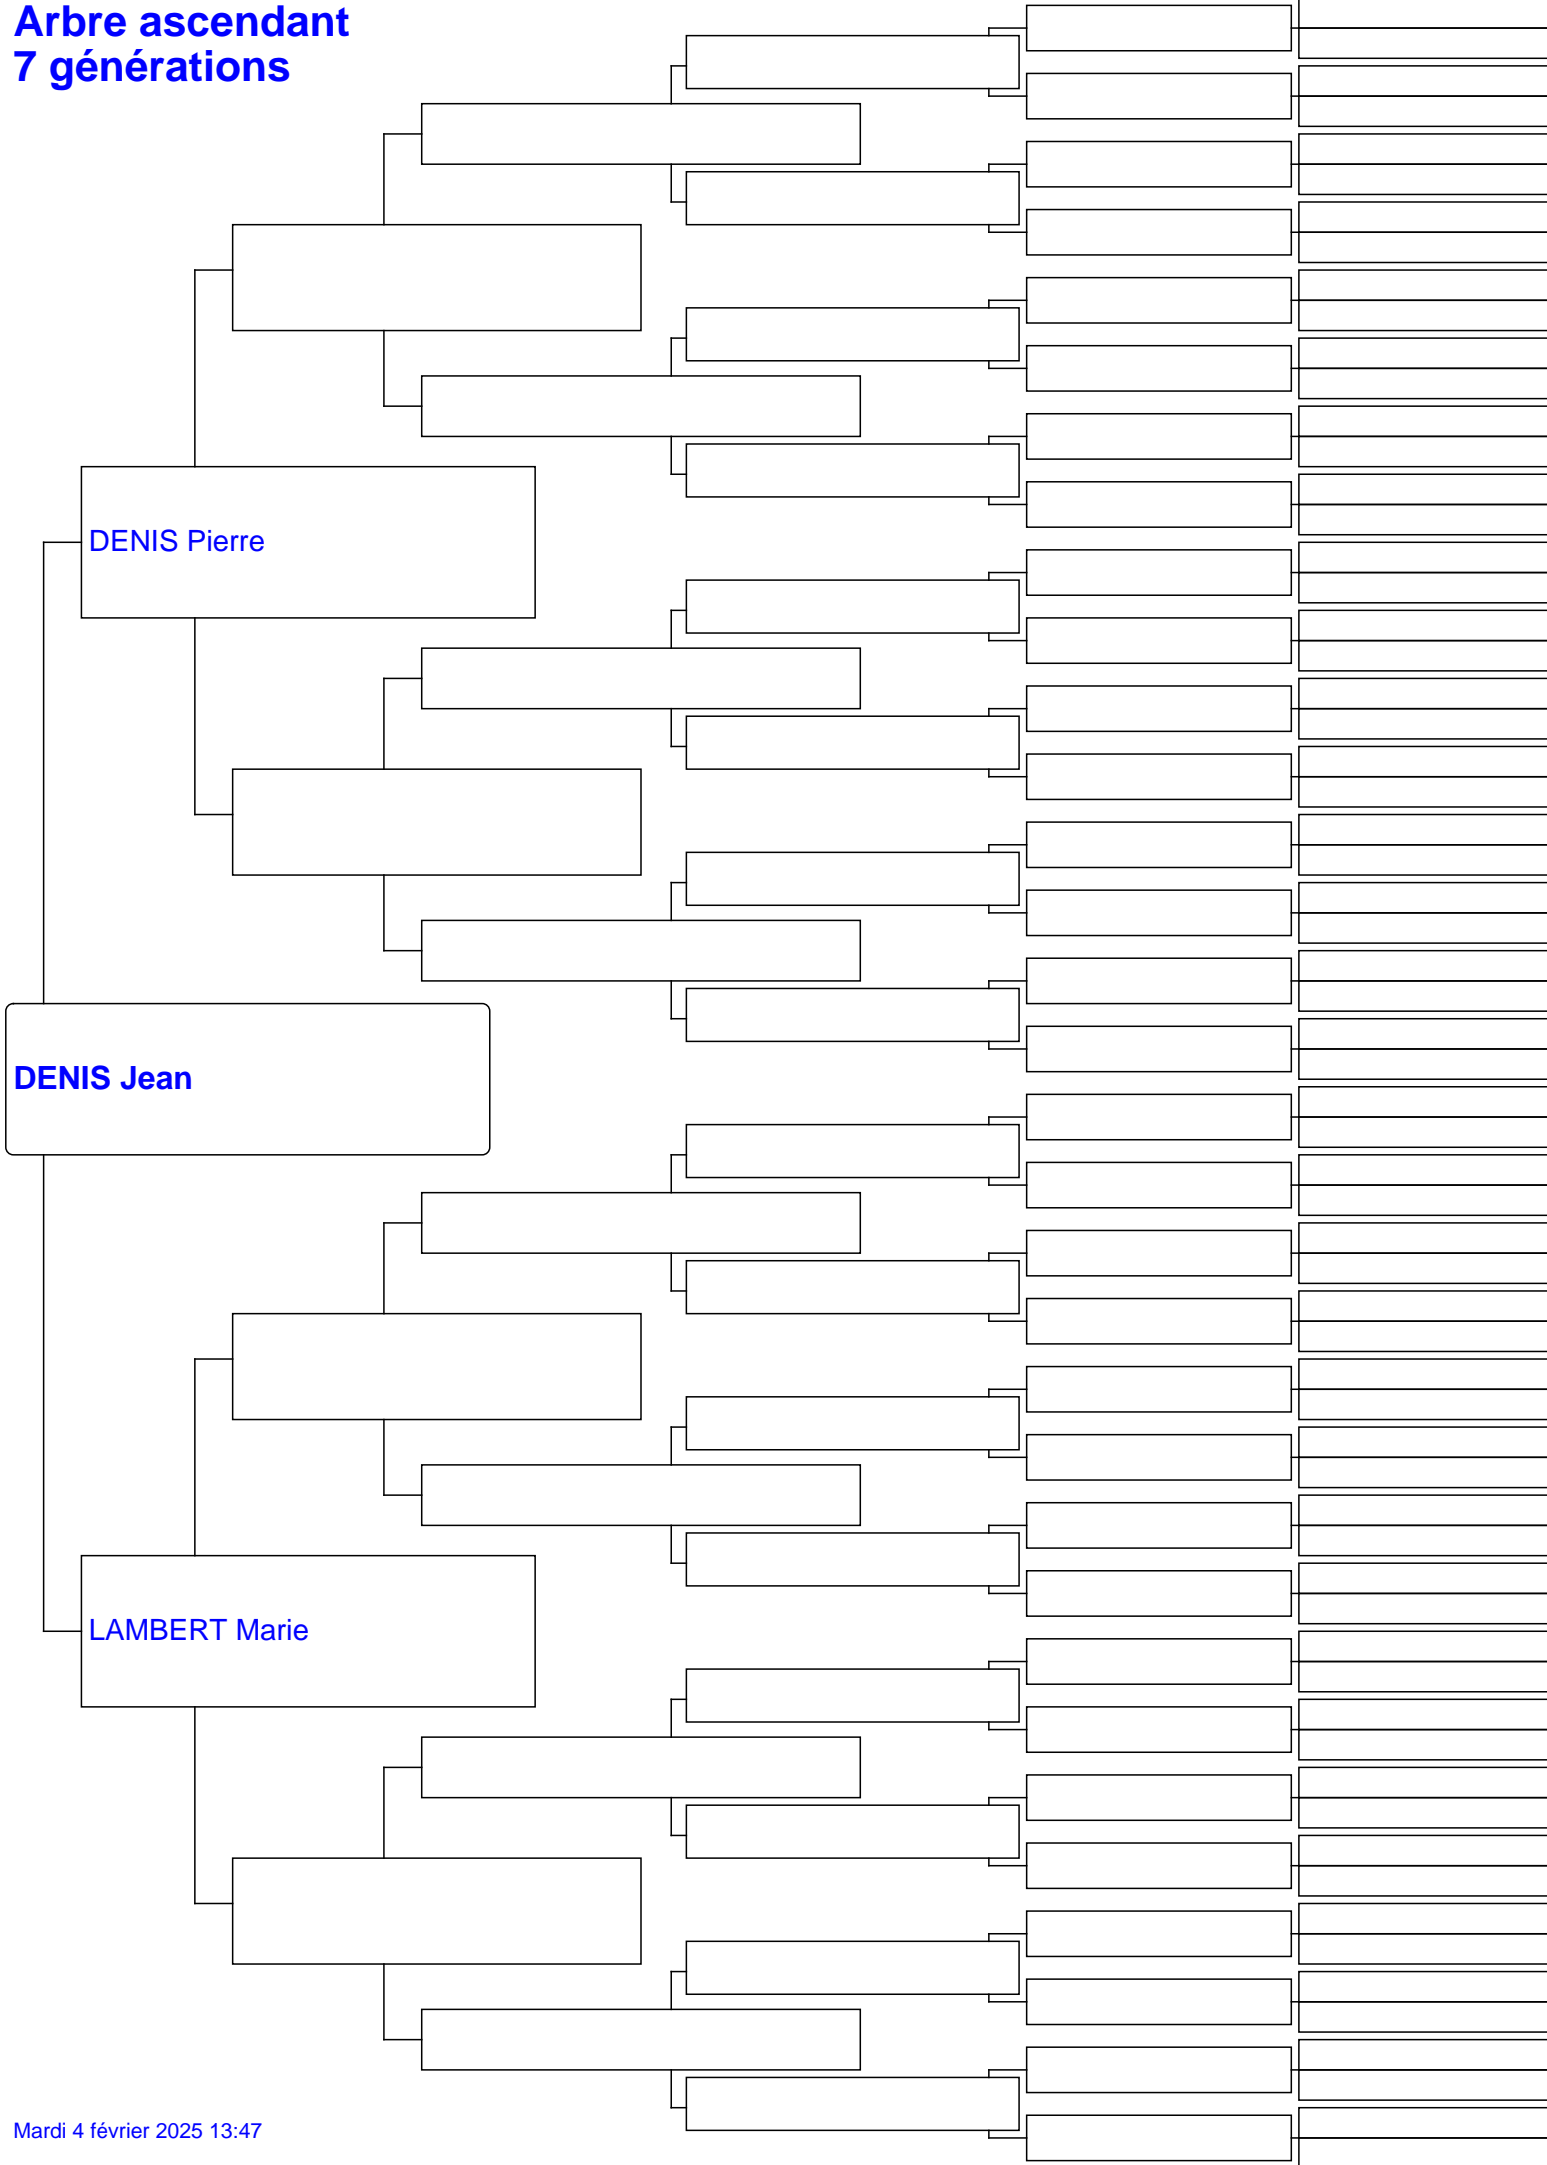 Arbre ascendant
7 générations
DENIS Pierre
DENIS Jean
LAMBERT Marie
Mardi 4 février 2025 13:47